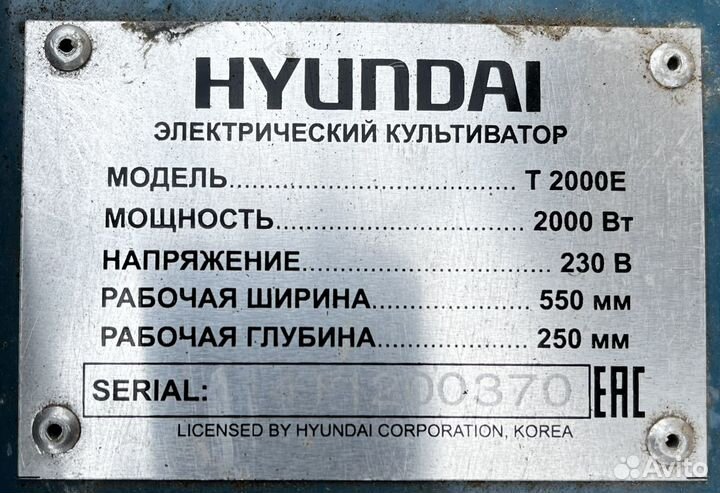 HYUNDAI
ЭЛЕКТРИЧЕСКИЙ КУЛЬТИВАТОР
МОДЕЛЬ........................................ Т 2000Е
МОЩНОСТЬ................................... 2000 Вт
НАПРЯЖЕНИЕ................................... 230 В
РАБОЧАЯ ШИРИНА....................... 550 мм
РАБОЧАЯ ГЛУБИНА...................... 250 мм
SERIAL:
EAC
LICENSED BY HYUNDAI CORPORATION, KOREA
Avito